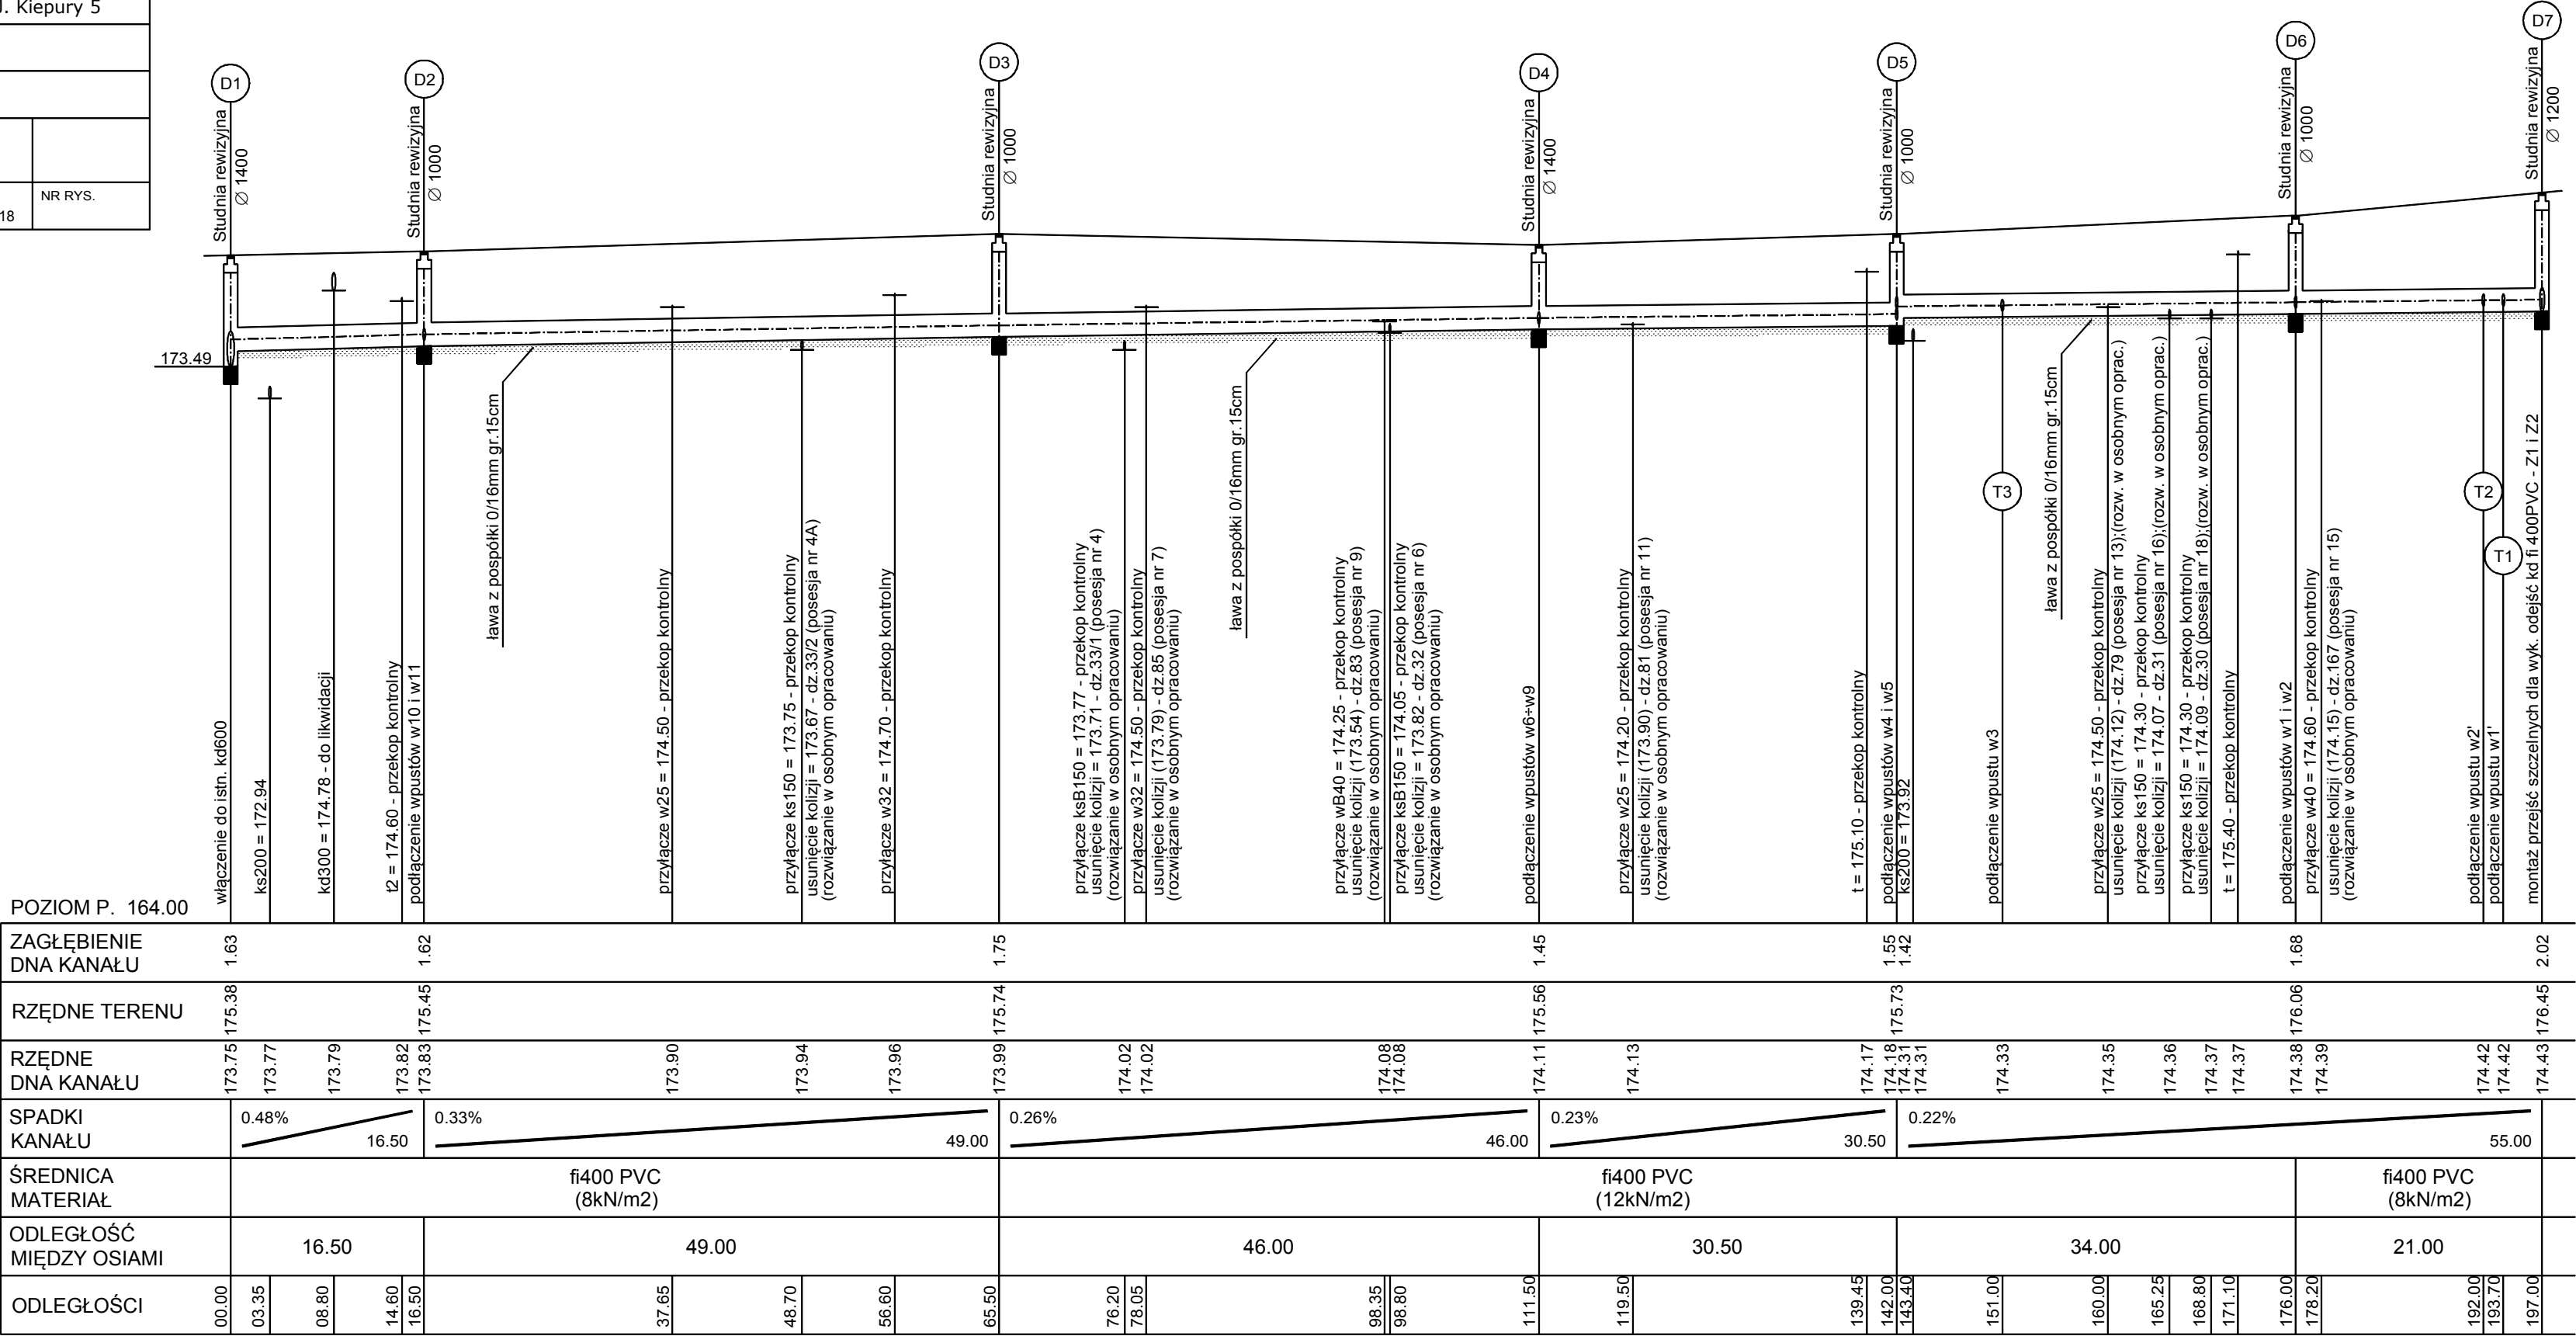 J. Kiepury 5
18
NR RYS.
D1
D2
D3
D4
D5
D6
D7
Studnia rewizyjna
∅ 1400
Studnia rewizyjna
∅ 1000
Studnia rewizyjna
∅ 1000
Studnia rewizyjna
∅ 1400
Studnia rewizyjna
∅ 1000
Studnia rewizyjna
∅ 1000
Studnia rewizyjna
∅ 1200
173.49
T3
T2
T1
włączenie do istn. kd600
ks200 = 172.94
kd300 = 174.78 - do likwidacji
t2 = 174.60 - przekop kontrolny
podłączenie wpustów w10 i w11
ława z pospółki 0/16mm gr.15cm
przyłącze w25 = 174.50 - przekop kontrolny
przyłącze ks150 = 173.75 - przekop kontrolny
usunięcie kolizji = 173.67 - dz.33/2 (posesja nr 4A)
(rozwiązanie w osobnym opracowaniu)
przyłącze w32 = 174.70 - przekop kontrolny
przyłącze ksB150 = 173.77 - przekop kontrolny
usunięcie kolizji = 173.71 - dz.33/1 (posesja nr 4)
(rozwiązanie w osobnym opracowaniu)
przyłącze w32 = 174.50 - przekop kontrolny
usunięcie kolizji (173.79) - dz.85 (posesja nr 7)
(rozwiązanie w osobnym opracowaniu)
ława z pospółki 0/16mm gr.15cm
przyłącze wB40 = 174.25 - przekop kontrolny
usunięcie kolizji (173.54) - dz.83 (posesja nr 9)
(rozwiązanie w osobnym opracowaniu)
przyłącze ksB150 = 174.05 - przekop kontrolny
usunięcie kolizji = 173.82 - dz.32 (posesja nr 6)
(rozwiązanie w osobnym opracowaniu)
podłączenie wpustów w6÷w9
przyłącze w25 = 174.20 - przekop kontrolny
usunięcie kolizji (173.90) - dz.81 (posesja nr 11)
(rozwiązanie w osobnym opracowaniu)
t = 175.10 - przekop kontrolny
podłączenie wpustów w4 i w5
ks200 = 173.92
podłączenie wpustu w3
ława z pospółki 0/16mm gr.15cm
przyłącze w25 = 174.50 - przekop kontrolny
usunięcie kolizji (174.12) - dz.79 (posesja nr 13);(rozw. w osobnym oprac.)
przyłącze ks150 = 174.30 - przekop kontrolny
usunięcie kolizji = 174.07 - dz.31 (posesja nr 16);(rozw. w osobnym oprac.)
przyłącze ks150 = 174.30 - przekop kontrolny
usunięcie kolizji = 174.09 - dz.30 (posesja nr 18);(rozw. w osobnym oprac.)
t = 175.40 - przekop kontrolny
podłączenie wpustów w1 i w2
przyłącze w40 = 174.60 - przekop kontrolny
usunięcie kolizji (174.15) - dz.167 (posesja nr 15)
(rozwiązanie w osobnym opracowaniu)
podłączenie wpustu w2'
podłączenie wpustu w1'
montaż przejść szczelnych dla wyk. odejść kd fi 400PVC - Z1 i Z2
POZIOM P. 164.00
ZAGŁĘBIENIE
DNA KANAŁU
1.63 1.62 1.75 1.45 1.55 1.42 1.68 2.02
RZĘDNE TERENU
175.38 175.45 175.74 175.56 175.73 176.06 176.45
RZĘDNE
DNA KANAŁU
173.75 173.77 173.79 173.82 173.83 173.90 173.94 173.96 173.99 174.02 174.02 174.08 174.08 174.11 174.13 174.17 174.18 174.31 174.31 174.33 174.35 174.36 174.37 174.37 174.38 174.39 174.42 174.42 174.43
SPADKI
KANAŁU
0.48% 16.50
0.33% 49.00
0.26% 46.00
0.23% 30.50
0.22% 55.00
ŚREDNICA
MATERIAŁ
fi400 PVC
(8kN/m2)
fi400 PVC
(12kN/m2)
fi400 PVC
(8kN/m2)
ODLEGŁOŚĆ
MIĘDZY OSIAMI
16.50 49.00 46.00 30.50 34.00 21.00
ODLEGŁOŚCI
00.00 03.35 08.80 14.60 16.50 37.65 48.70 56.60 65.50 76.20 78.05 98.35 98.80 111.50 119.50 139.45 142.00 143.40 151.00 160.00 165.25 168.80 171.10 176.00 178.20 192.00 193.70 197.00